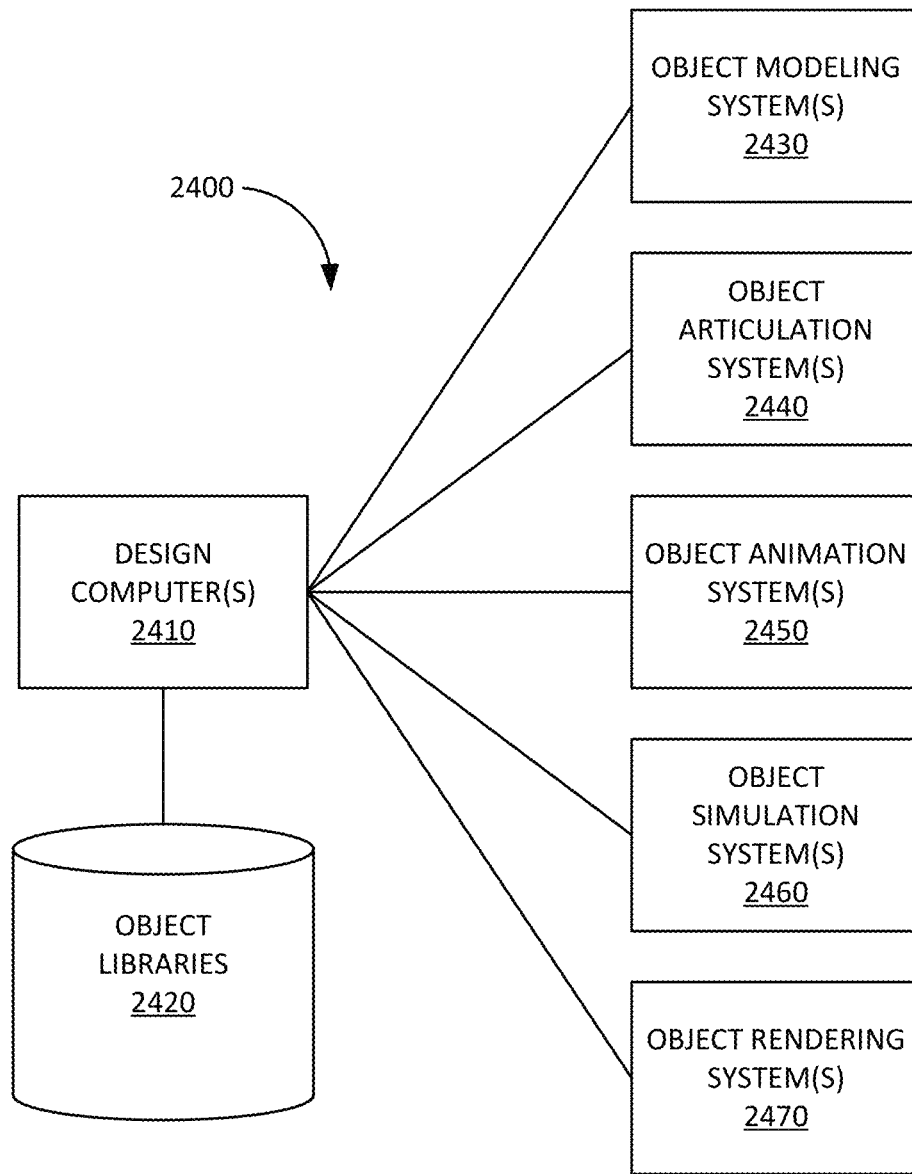 OBJECT MODELING
SYSTEM(S)
2430
2400
OBJECT
ARTICULATION
SYSTEM(S)
2440
DESIGN
COMPUTER(S)
2410
OBJECT ANIMATION
SYSTEM(S)
2450
OBJECT
SIMULATION
SYSTEM(S)
2460
OBJECT
LIBRARIES
2420
OBJECT RENDERING
SYSTEM(S)
2470